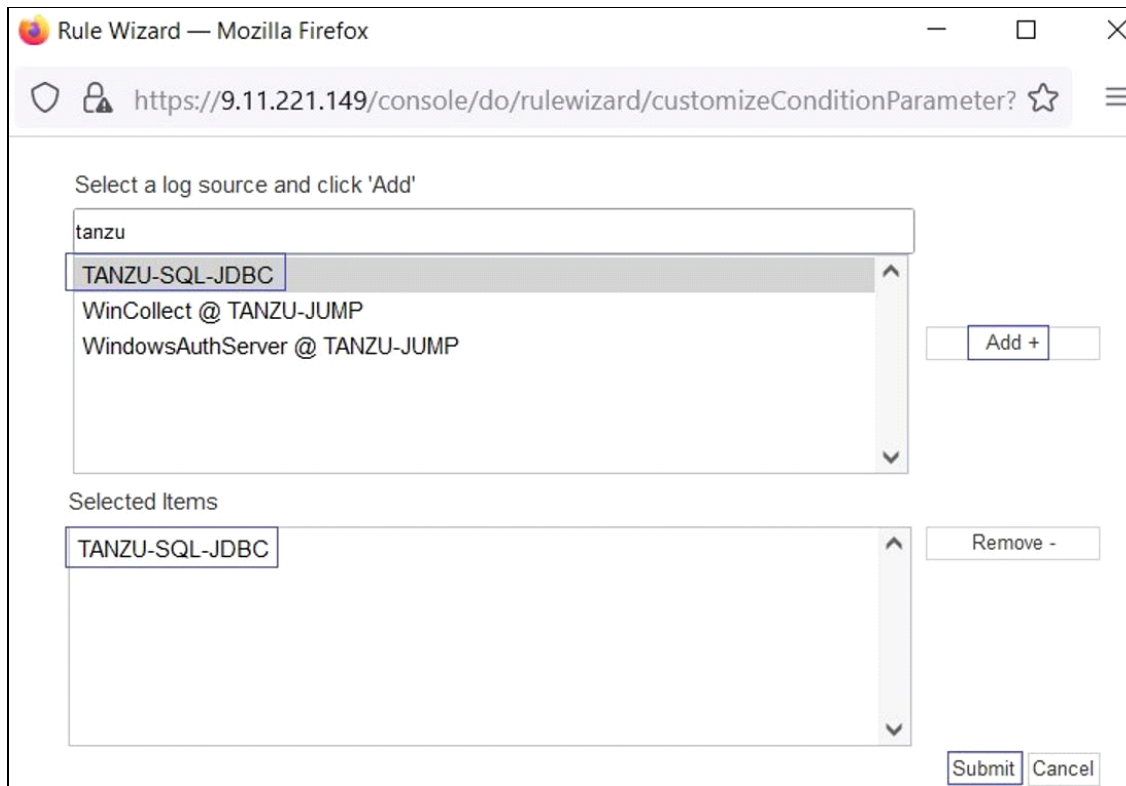 Rule Wizard — Mozilla Firefox
https://9.11.221.149/console/do/rulewizard/customizeConditionParameter?
Select a log source and click 'Add'
tanzu
TANZU-SQL-JDBC
WinCollect @ TANZU-JUMP
WindowsAuthServer @ TANZU-JUMP
Add +
Selected Items
TANZU-SQL-JDBC
Remove -
Submit Cancel